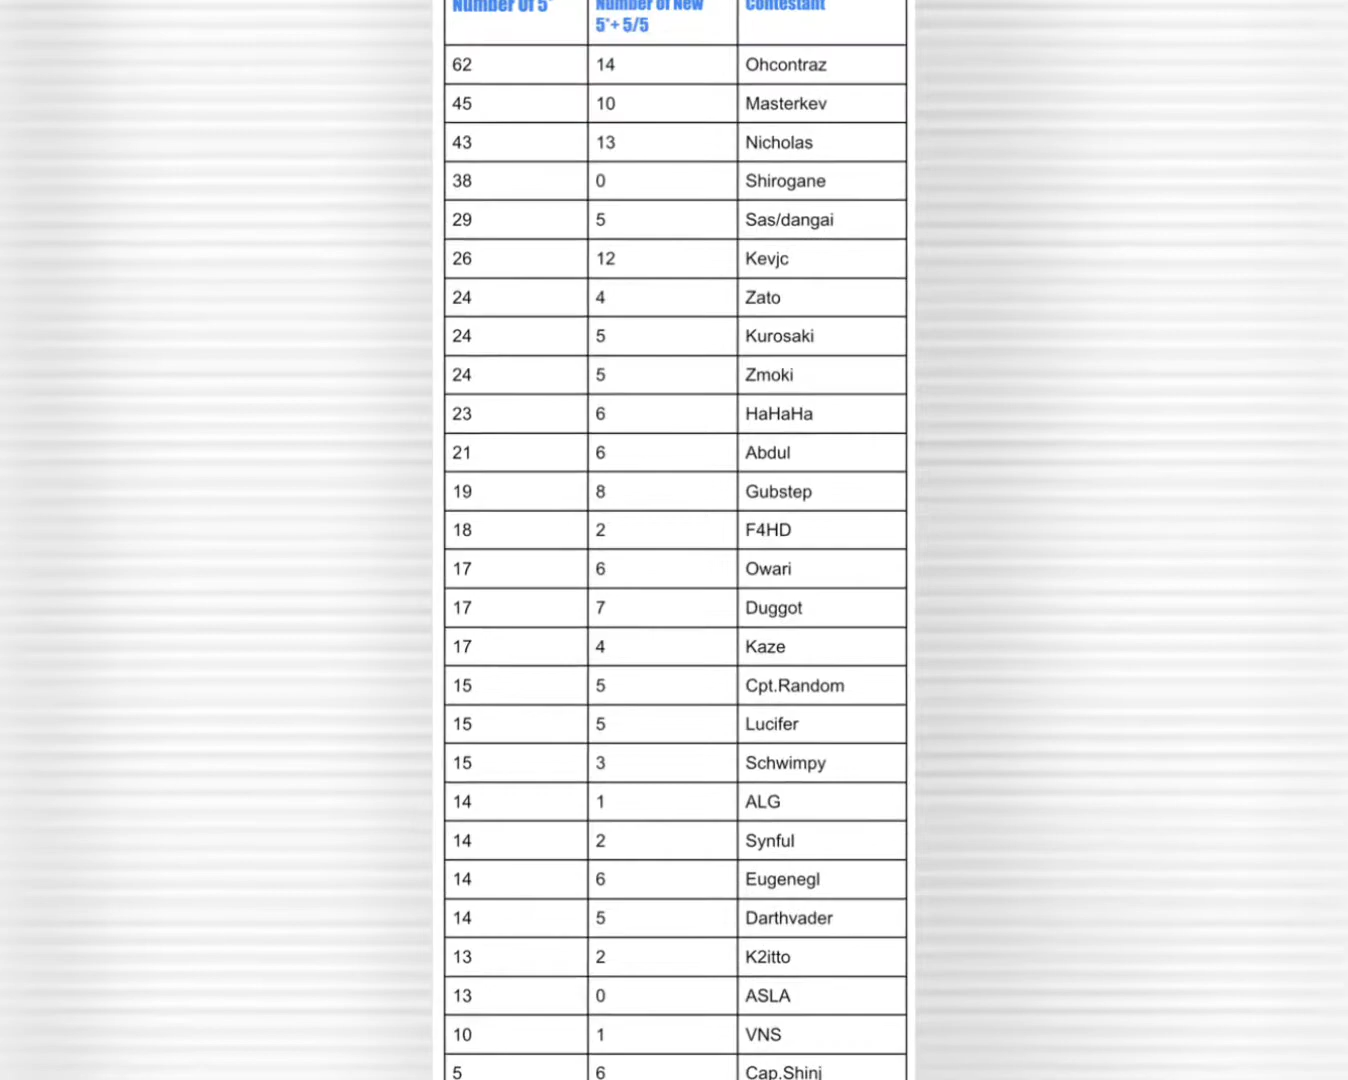 Number Of 5* Number of New Contestant
5*+ 5/5
62 14 Ohcontraz
45 10 Masterkev
43 13 Nicholas
38 0 Shirogane
29 5 Sas/dangai
26 12 Kevjc
24 4 Zato
24 5 Kurosaki
24 5 Zmoki
23 6 HaHaHa
21 6 Abdul
19 8 Gubstep
18 2 F4HD
17 6 Owari
17 7 Duggot
17 4 Kaze
15 5 Cpt.Random
15 5 Lucifer
15 3 Schwimpy
14 1 ALG
14 2 Synful
14 6 Eugenegl
14 5 Darthvader
13 2 K2itto
13 0 ASLA
10 1 VNS
5 6 Cap.Shinj